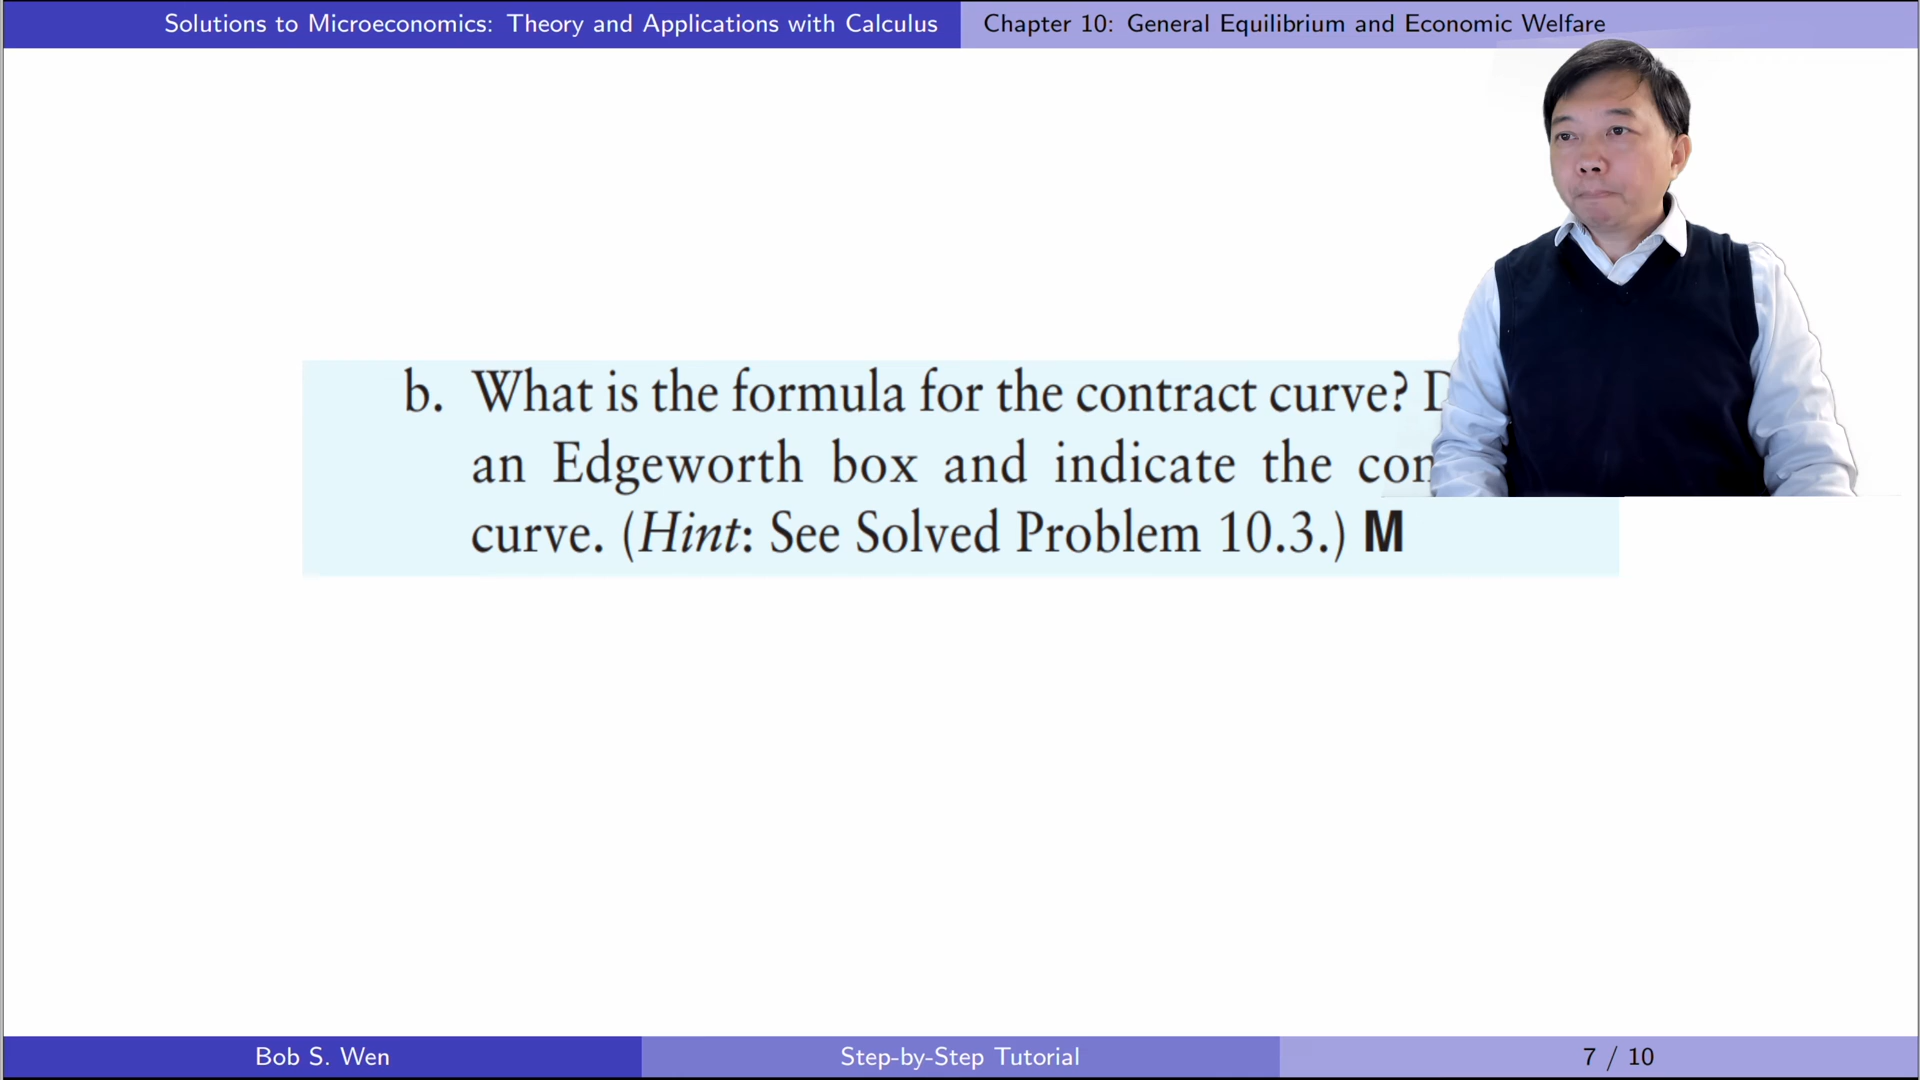 Solutions to Microeconomics: Theory and Applications with Calculus
Chapter 10: General Equilibrium and Economic Welfare
b. What is the formula for the contract curve?
an Edgeworth box and indicate the
curve. (Hint: See Solved Problem 10.3.) M
Bob S. Wen
Step-by-Step Tutorial
7 / 10